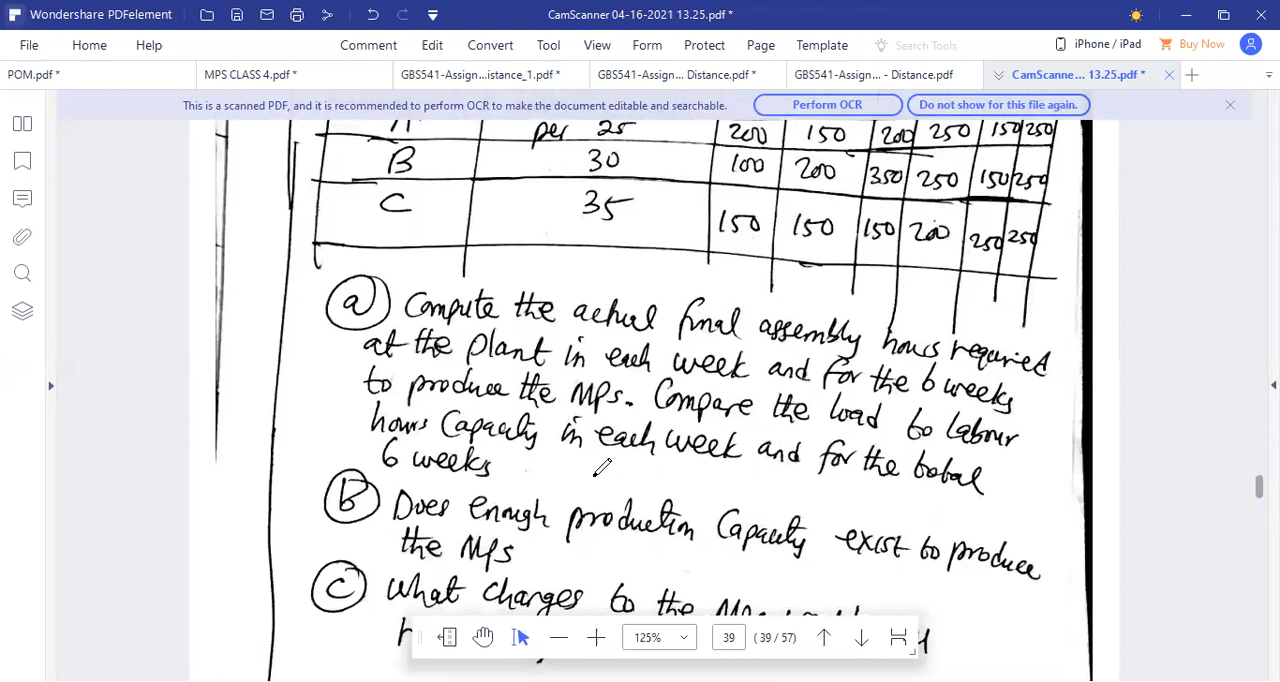 Wondershare PDFelement
CamScanner 04-16-2021 13.25.pdf *
File Home Help Comment Edit Convert Tool View Form Protect Page Template Search Tools iPhone / iPad Buy Now
POM.pdf * MPS CLASS 4.pdf * GBS541-Assign...istance_1.pdf * GBS541-Assign... Distance.pdf * GBS541-Assign... - Distance.pdf CamScanne... 13.25.pdf *
This is a scanned PDF, and it is recommended to perform OCR to make the document editable and searchable. Perform OCR Do not show for this file again.
per 25 200 150 200 250 150 250
B 30 100 200 350 250 150 250
C 35 150 150 150 200 250 250
a Compute the actual final assembly hours required
at the plant in each week and for the 6 weeks
to produce the MPs. Compare the load to labour
hours Capacity in each week and for the total
6 weeks
B Does enough production Capacity exist to produce
the MPs
C What changes to the
125% 39 (39 / 57)